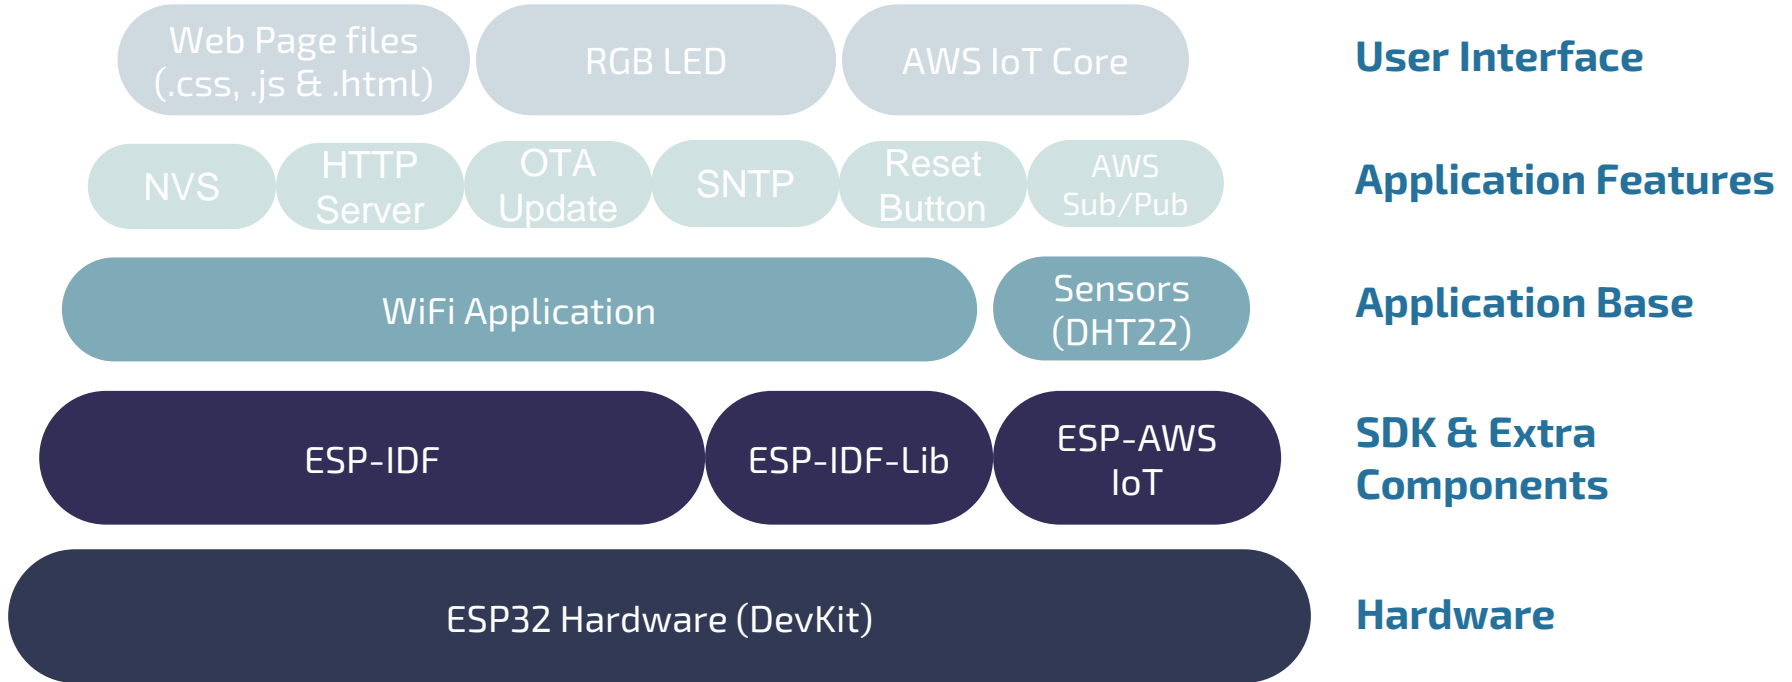 Web Page files
(.css, .js & .html)
RGB LED
AWS IoT Core
User Interface
NVS
HTTP
Server
OTA
Update
SNTP
Reset
Button
AWS
Sub/Pub
Application Features
WiFi Application
Sensors
(DHT22)
Application Base
ESP-IDF
ESP-IDF-Lib
ESP-AWS
IoT
SDK & Extra
Components
ESP32 Hardware (DevKit)
Hardware